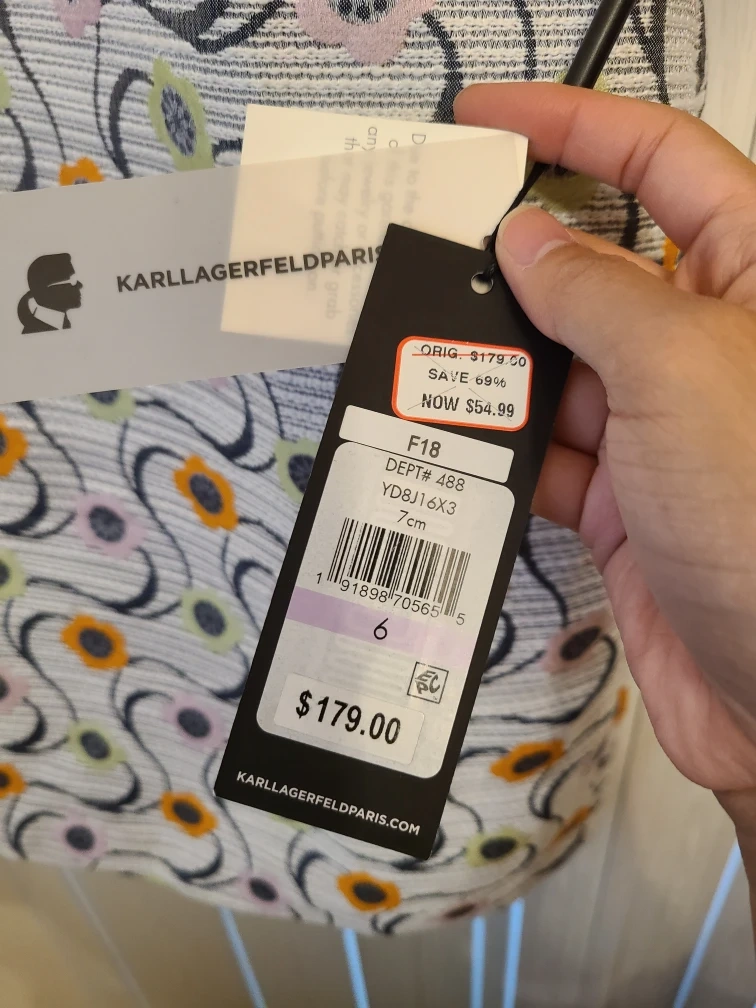 KARLLAGERFELDPARIS
ORIG. $179.00
SAVE 69%
NOW $54.99
F18
DEPT# 488
YD8J16X3
7cm
1 91898 70565 5
6
EPC
$179.00
KARLLAGERFELDPARIS.COM